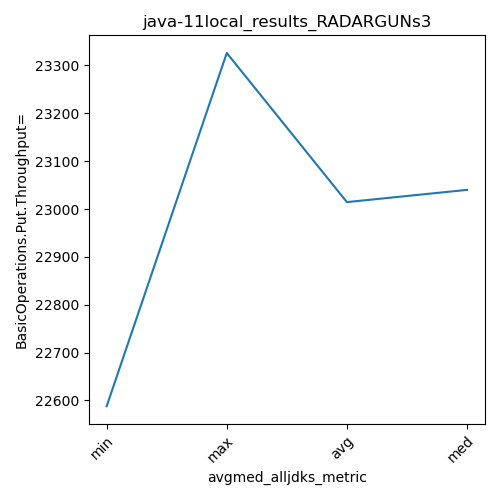 java-11local_results_RADARGUNs3
BasicOperations.Put.Throughput=
23300
23200
23100
23000
22900
22800
22700
22600
min
max
avg
med
avgmed_alljdks_metric